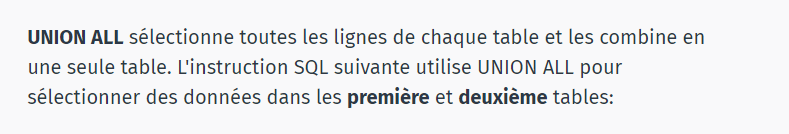 UNION ALL sélectionne toutes les lignes de chaque table et les combine en
une seule table. L'instruction SQL suivante utilise UNION ALL pour
sélectionner des données dans les première et deuxième tables: